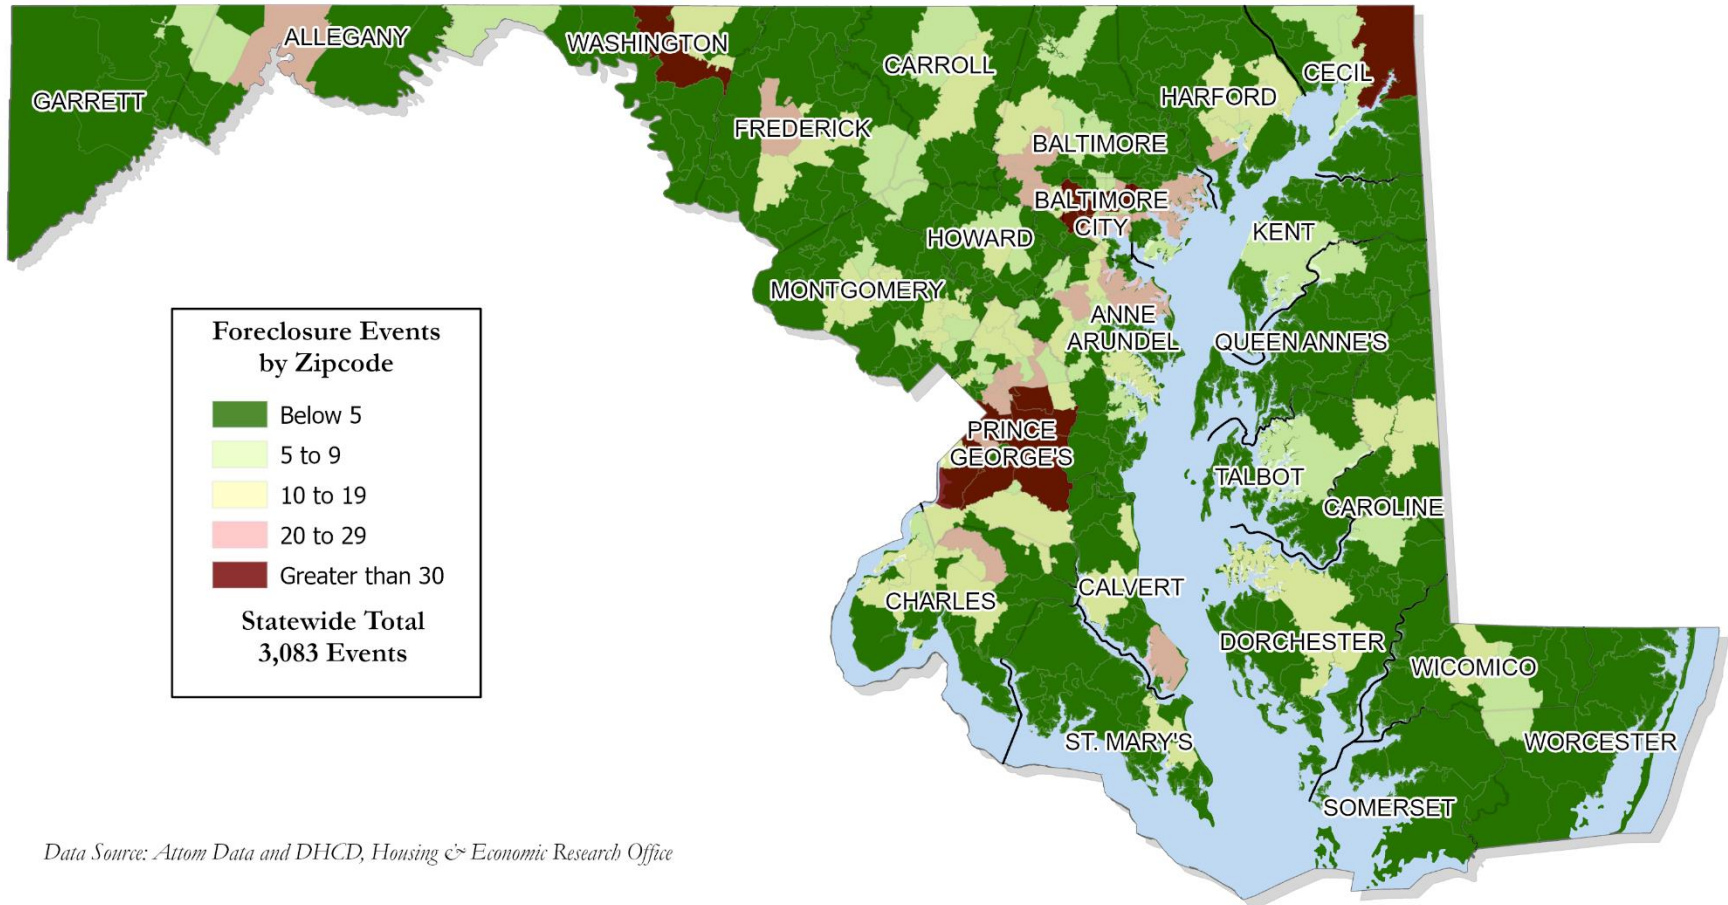 ALLEGANY
WASHINGTON
GARRETT
CARROLL
CECIL
HARFORD
FREDERICK
BALTIMORE
BALTIMORE
CITY
HOWARD
KENT
MONTGOMERY
ANNE
ARUNDEL
QUEEN ANNE'S
PRINCE
GEORGE'S
TALBOT
CAROLINE
CALVERT
CHARLES
DORCHESTER
WICOMICO
ST. MARY'S
WORCESTER
SOMERSET
Foreclosure Events
by Zipcode
Below 5
5 to 9
10 to 19
20 to 29
Greater than 30
Statewide Total
3,083 Events
Data Source: Attom Data and DHCD, Housing & Economic Research Office